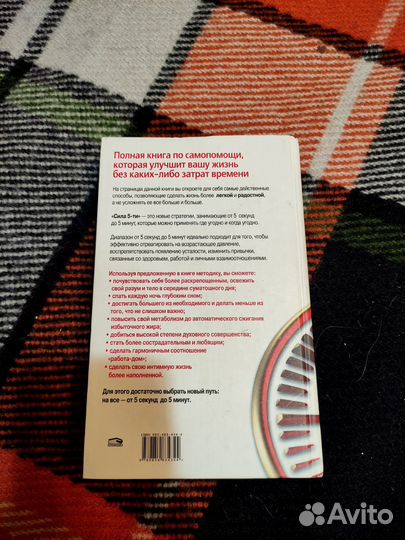 Полная книга по самопомощи,
которая улучшит вашу жизнь
без каких-либо затрат времени
На страницах данной книги вы откроете для себя самые действенные
способы, позволяющие сделать жизнь более легкой и радостной,
а не усложнять ее все больше и больше.
«Сила 5-ти» — это новые стратегии, занимающие от 5 секунд
до 5 минут, которые можно применять где угодно и когда угодно.
Диапазон от 5 секунд до 5 минут идеально подходит для того, чтобы
эффективно отреагировать на возрастающее давление,
воспрепятствовать появлению усталости, изменить привычки,
связанные со здоровьем, работой и личными взаимоотношениями.
Используя предложенную в книге методику, вы сможете:
• почувствовать себя более раскрепощенным, освежить
свой разум и тело в середине суматошного дня;
• спать каждую ночь глубоким сном;
• достигать большего из необходимого и делать меньше из
того, что не слишком важно;
• повысить свой метаболизм до автоматического сжигания
избыточного жира;
• добиться высокой степени духовного совершенства;
• стать более сострадательным и любящим;
• сделать гармоничным соотношение
«работа-дом»;
• сделать свою интимную жизнь
более наполненной.
Для этого достаточно выбрать новый путь:
на все — от 5 секунд до 5 минут.
Avito